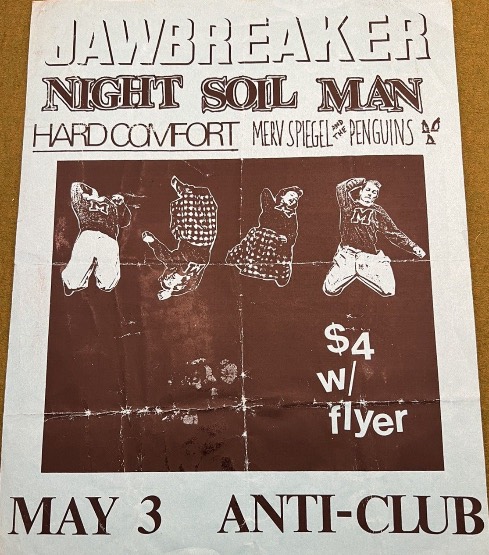 JAWBREAKER
NIGHT SOIL MAN
HARD COMFORT MERV SPIEGEL AND THE PENGUINS
M
M
$4
w/
flyer
MAY 3 ANTI-CLUB